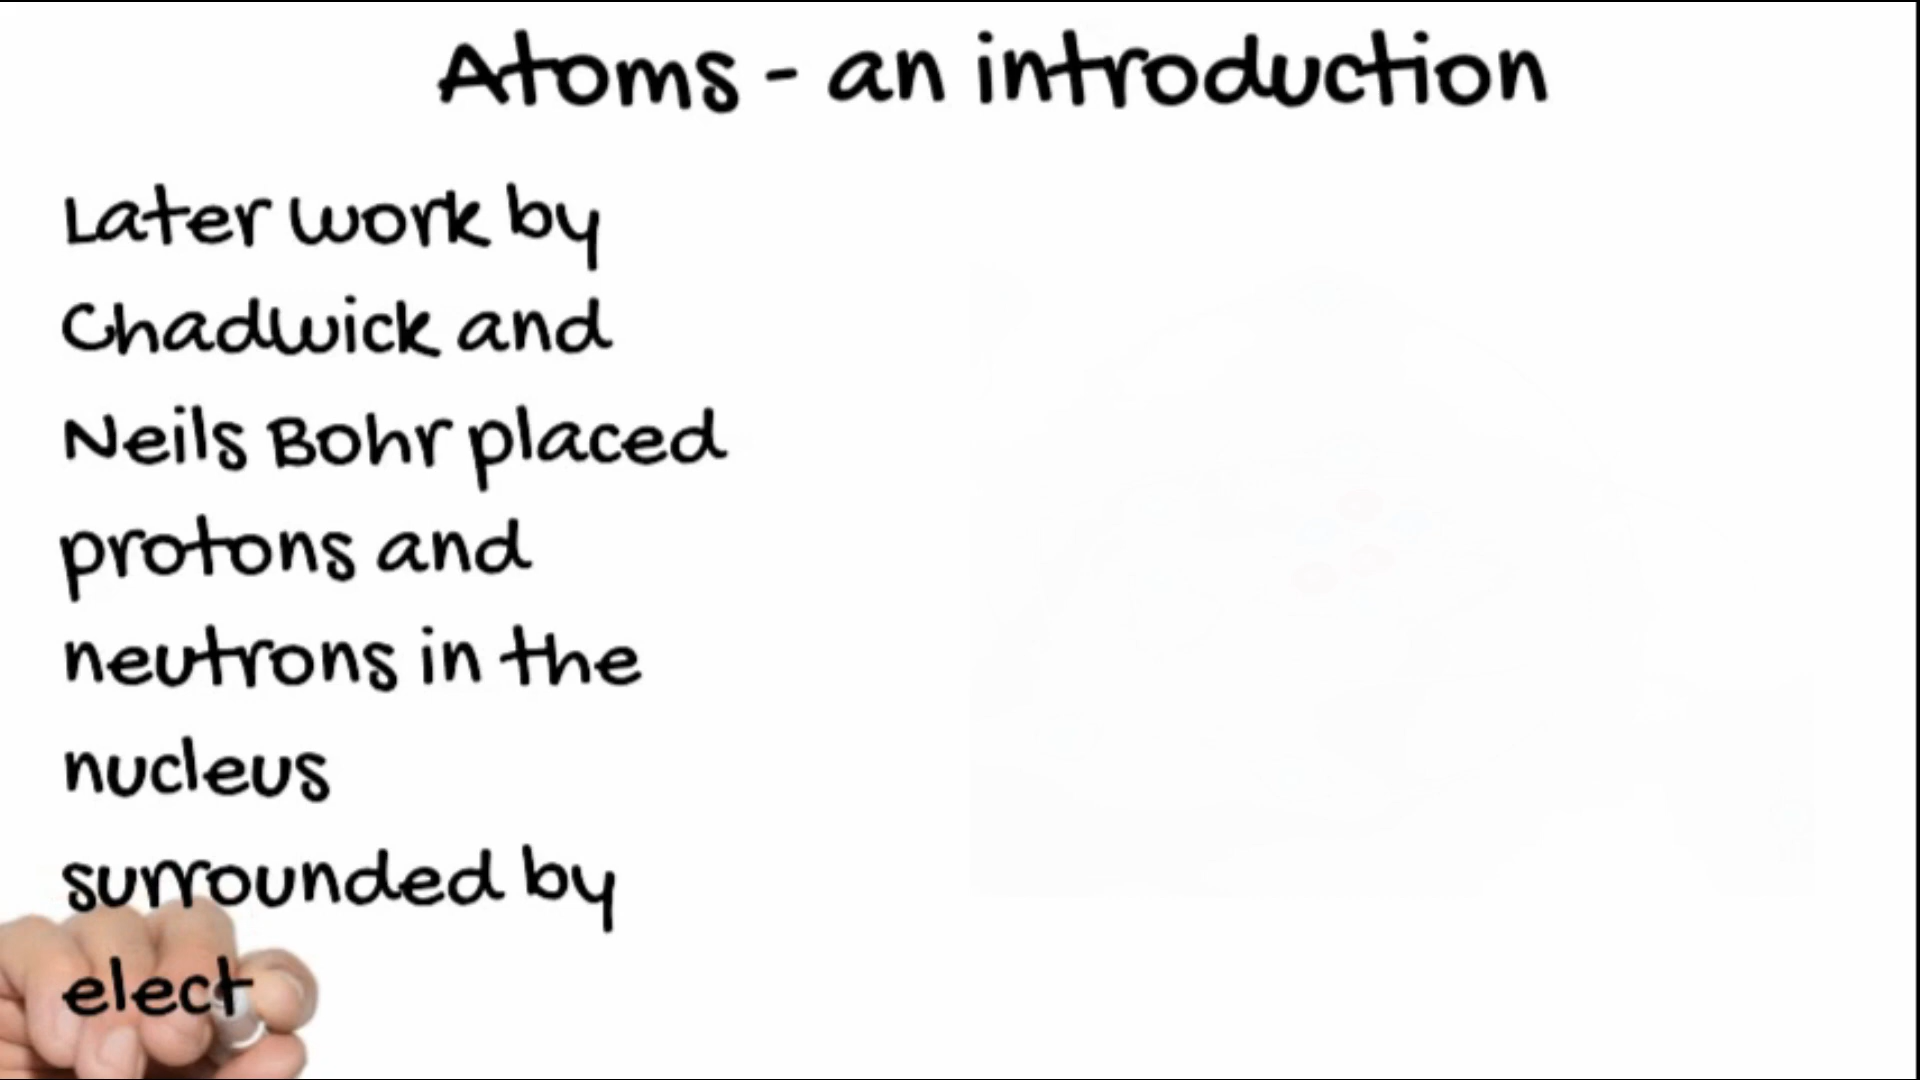 Atoms - an introduction
Later work by
Chadwick and
Neils Bohr placed
protons and
neutrons in the
nucleus
surrounded by
elect